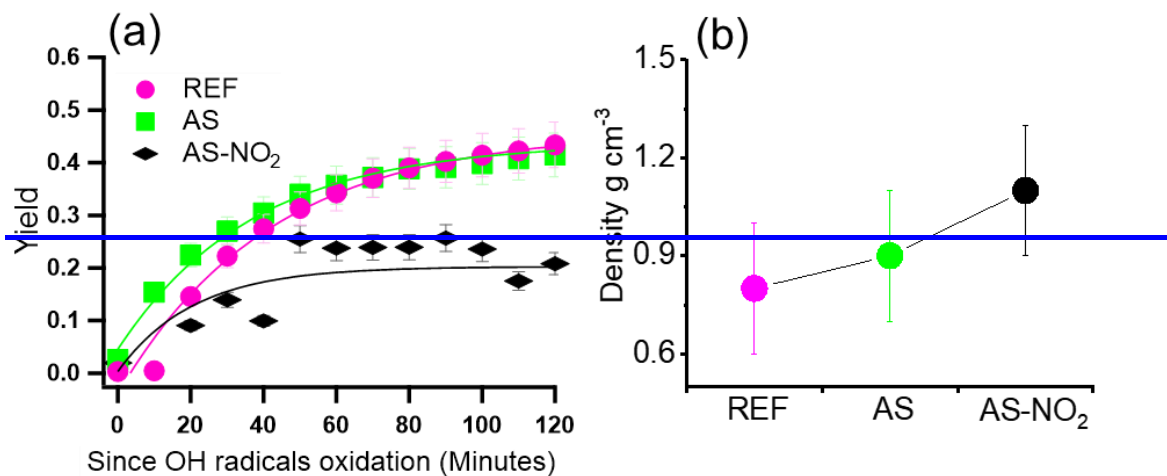 (a)
0.6
0.5
0.4
0.3
0.2
0.1
0.0
Yield
REF
AS
AS-NO₂
0 20 40 60 80 100 120
Since OH radicals oxidation (Minutes)
(b)
1.5
1.2
0.9
0.6
Density g cm⁻³
REF AS AS-NO₂